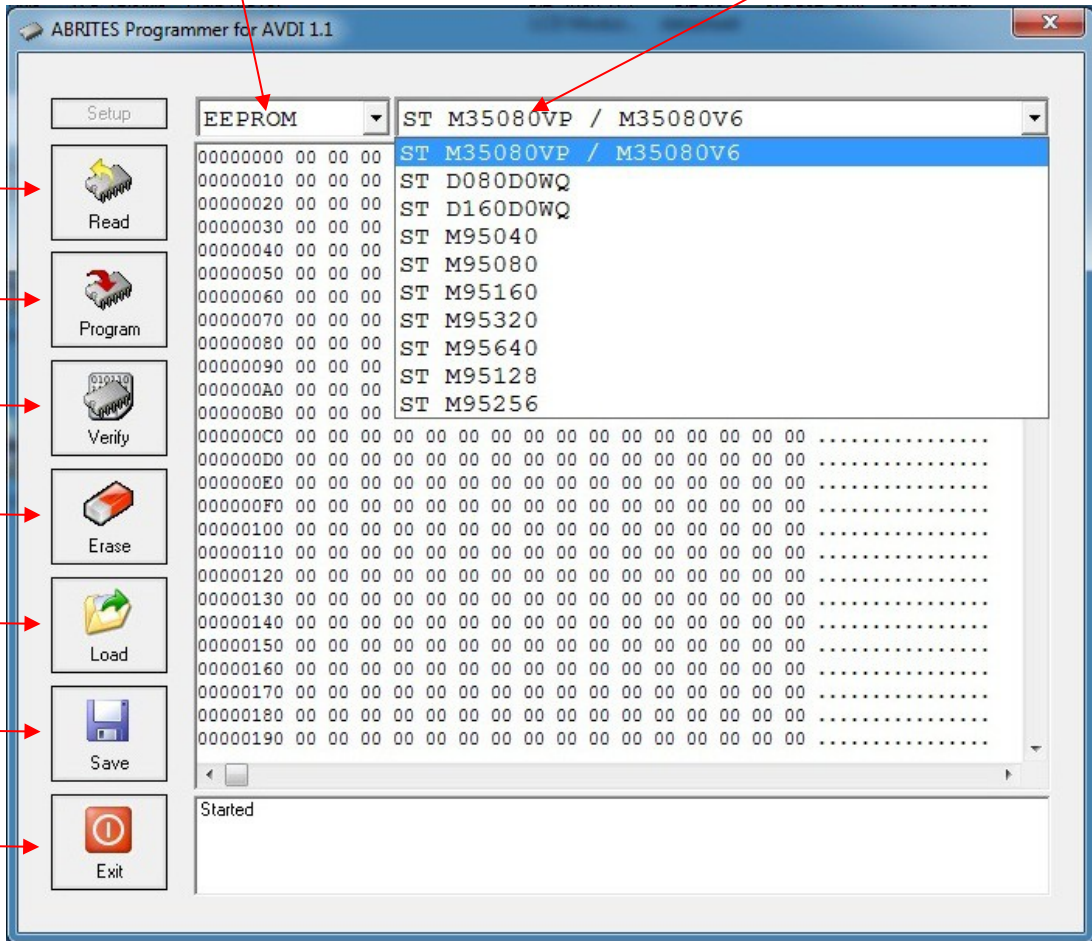 ABRITES Programmer for AVDI 1.1
Setup
EEPROM
ST M35080VP / M35080V6
ST M35080VP / M35080V6
ST D080D0WQ
ST D160D0WQ
ST M95040
ST M95080
ST M95160
ST M95320
ST M95640
ST M95128
ST M95256
Read
Program
Verify
Erase
Load
Save
Exit
00000000 00 00 00
00000010 00 00 00
00000020 00 00 00
00000030 00 00 00
00000040 00 00 00
00000050 00 00 00
00000060 00 00 00
00000070 00 00 00
00000080 00 00 00
00000090 00 00 00
000000A0 00 00 00
000000B0 00 00 00
000000C0 00 00 00 00 00 00 00 00 00 00 00 00 00 00 00 00 ................
000000D0 00 00 00 00 00 00 00 00 00 00 00 00 00 00 00 00 ................
000000E0 00 00 00 00 00 00 00 00 00 00 00 00 00 00 00 00 ................
000000F0 00 00 00 00 00 00 00 00 00 00 00 00 00 00 00 00 ................
00000100 00 00 00 00 00 00 00 00 00 00 00 00 00 00 00 00 ................
00000110 00 00 00 00 00 00 00 00 00 00 00 00 00 00 00 00 ................
00000120 00 00 00 00 00 00 00 00 00 00 00 00 00 00 00 00 ................
00000130 00 00 00 00 00 00 00 00 00 00 00 00 00 00 00 00 ................
00000140 00 00 00 00 00 00 00 00 00 00 00 00 00 00 00 00 ................
00000150 00 00 00 00 00 00 00 00 00 00 00 00 00 00 00 00 ................
00000160 00 00 00 00 00 00 00 00 00 00 00 00 00 00 00 00 ................
00000170 00 00 00 00 00 00 00 00 00 00 00 00 00 00 00 00 ................
00000180 00 00 00 00 00 00 00 00 00 00 00 00 00 00 00 00 ................
00000190 00 00 00 00 00 00 00 00 00 00 00 00 00 00 00 00 ................
Started